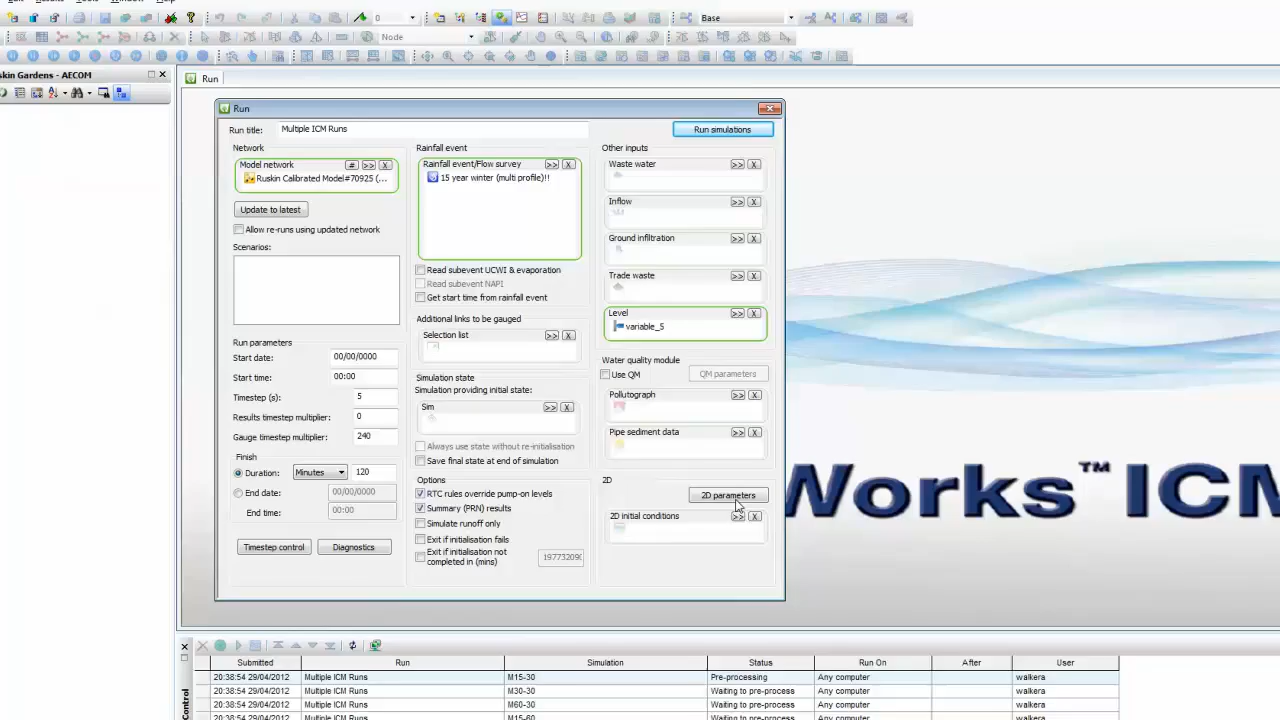 Base
0
Node
skin Gardens - AECOM
Run
Run
Run title:
Multiple ICM Runs
Run simulations
Network
Model network
#
>>
X
Ruskin Calibrated Model#70925 (...
Update to latest
Allow re-runs using updated network
Scenarios:
Run parameters
Start date:
00/00/0000
Start time:
00:00
Timestep (s):
5
Results timestep multiplier:
0
Gauge timestep multiplier:
240
Finish
Duration:
Minutes
120
End date:
00/00/0000
End time:
00:00
Timestep control
Diagnostics
Rainfall event
Rainfall event/Flow survey
>>
X
15 year winter (multi profile)!!
Read subevent UCWI & evaporation
Read subevent NAPI
Get start time from rainfall event
Additional links to be gauged
Selection list
>>
X
Simulation state
Simulation providing initial state:
Sim
>>
X
Always use state without re-initialisation
Save final state at end of simulation
Options
RTC rules override pump-on levels
Summary (PRN) results
Simulate runoff only
Exit if initialisation fails
Exit if initialisation not
completed in (mins)
Other inputs
Waste water
>>
X
Inflow
>>
X
Ground infiltration
>>
X
Trade waste
>>
X
Level
>>
X
variable_5
Water quality module
Use QM
QM parameters
Pollutograph
>>
X
Pipe sediment data
>>
X
2D
2D parameters
2D initial conditions
>>
X
Works™ ICM
Control
Submitted Run Simulation Status Run On After User
20:38:54 29/04/2012 Multiple ICM Runs M15-30 Pre-processing Any computer walkera
20:38:54 29/04/2012 Multiple ICM Runs M30-30 Waiting to pre-process Any computer walkera
20:38:54 29/04/2012 Multiple ICM Runs M60-30 Waiting to pre-process Any computer walkera
20:38:54 29/04/2012 Multiple ICM Runs M15-60 Waiting to pre-process Any computer walkera